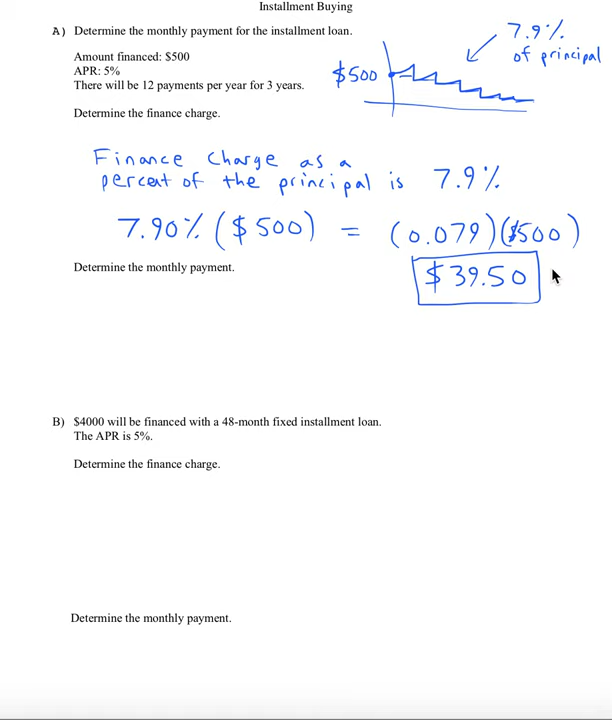 Installment Buying
A) Determine the monthly payment for the installment loan.
Amount financed: $500
APR: 5%
There will be 12 payments per year for 3 years.
$500
7.9%
of principal
Determine the finance charge.
Finance Charge as a
percent of the principal is 7.9%
7.90% ($500) = (0.079)($500)
$39.50
Determine the monthly payment.
B) $4000 will be financed with a 48-month fixed installment loan.
The APR is 5%.
Determine the finance charge.
Determine the monthly payment.